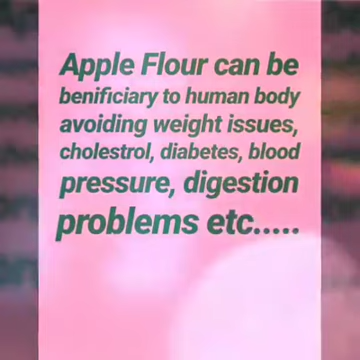 Apple Flour can be
benificiary to human body
avoiding weight issues,
cholestrol, diabetes, blood
pressure, digestion
problems etc.....